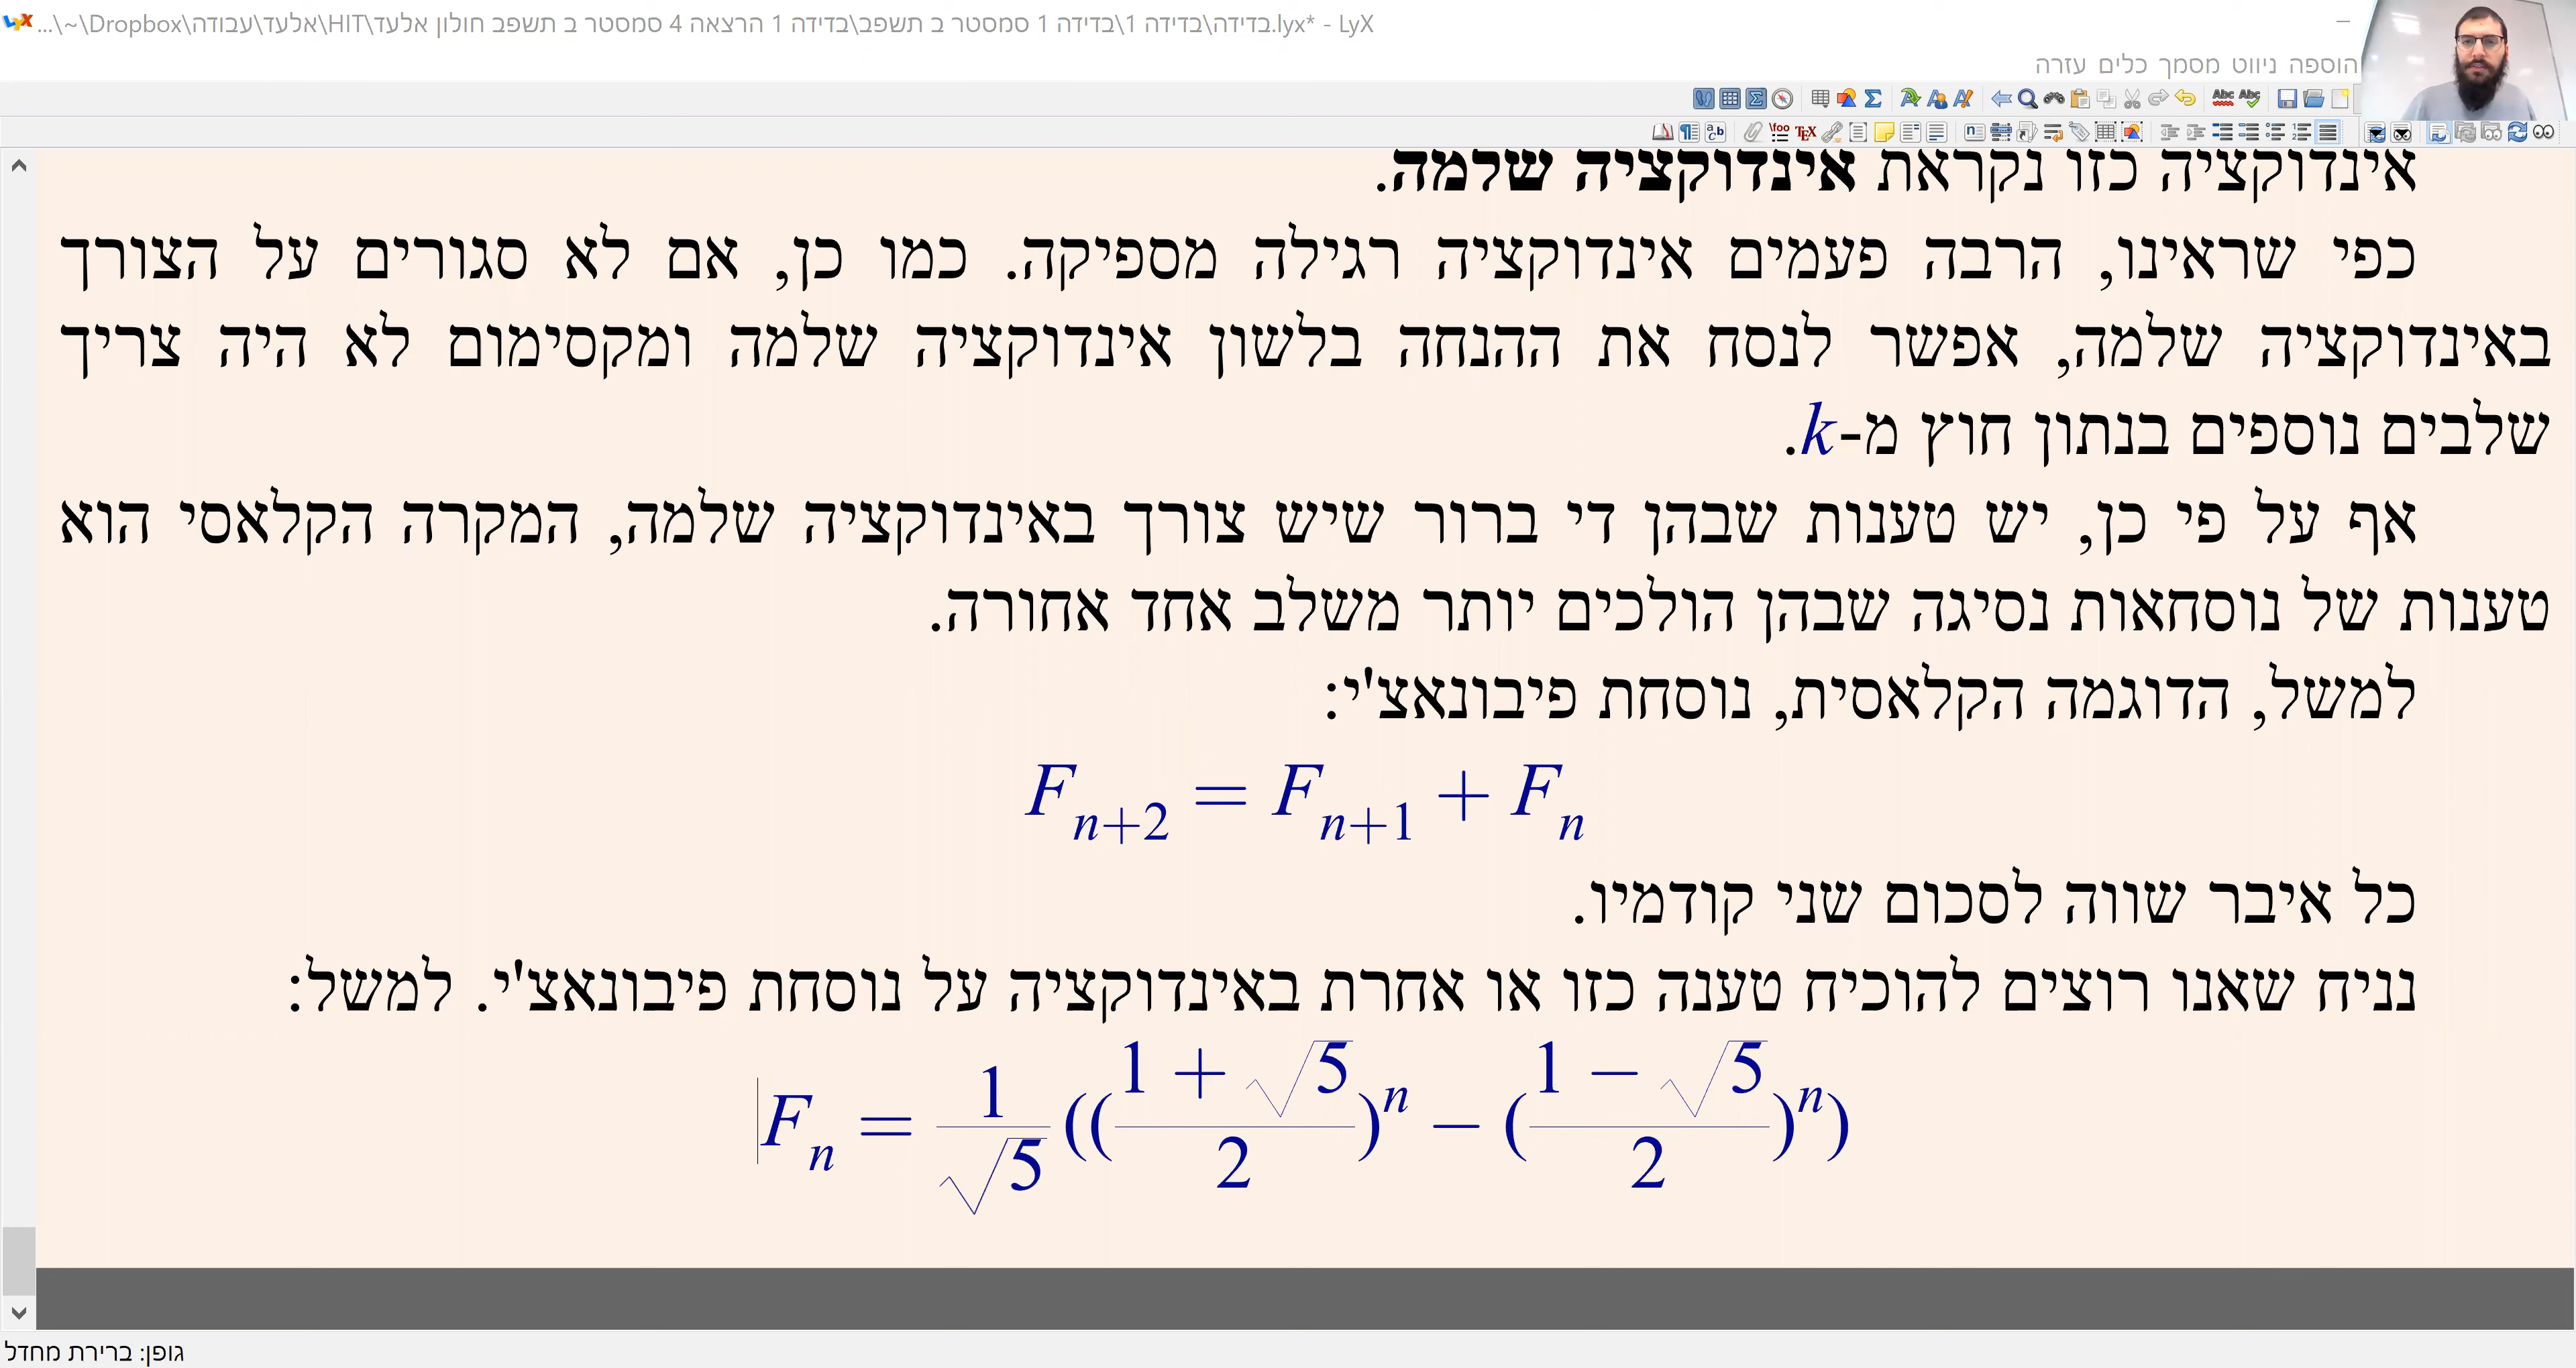 ...\~\Dropbox\בדידה\בדידה 1\בדידה 1 סמסטר ב תשפב\בדידה 1 הרצאה 4 סמסטר ב תשפב חולון אלעד\HIT\אלעד\עבודה.lyx* - LyX
הוספה ניווט מסמך כלים עזרה
אינדוקציה כזו נקראת אינדוקציה שלמה.
כפי שראינו, הרבה פעמים אינדוקציה רגילה מספיקה. כמו כן, אם לא סגורים על הצורך
באינדוקציה שלמה, אפשר לנסח את ההנחה בלשון אינדוקציה שלמה ומקסימום לא היה צריך
שלבים נוספים בנתון חוץ מ-k.
אף על פי כן, יש טענות שבהן די ברור שיש צורך באינדוקציה שלמה, המקרה הקלאסי הוא
טענות של נוסחאות נסיגה שבהן הולכים יותר משלב אחד אחורה.
למשל, הדוגמה הקלאסית, נוסחת פיבונאצ'י:
F_{n+2} = F_{n+1} + F_n
כל איבר שווה לסכום שני קודמיו.
נניח שאנו רוצים להוכיח טענה כזו או אחרת באינדוקציה על נוסחת פיבונאצ'י. למשל:
F_n = \frac{1}{\sqrt{5}}((\frac{1+\sqrt{5}}{2})^n - (\frac{1-\sqrt{5}}{2})^n)
גופן: ברירת מחדל